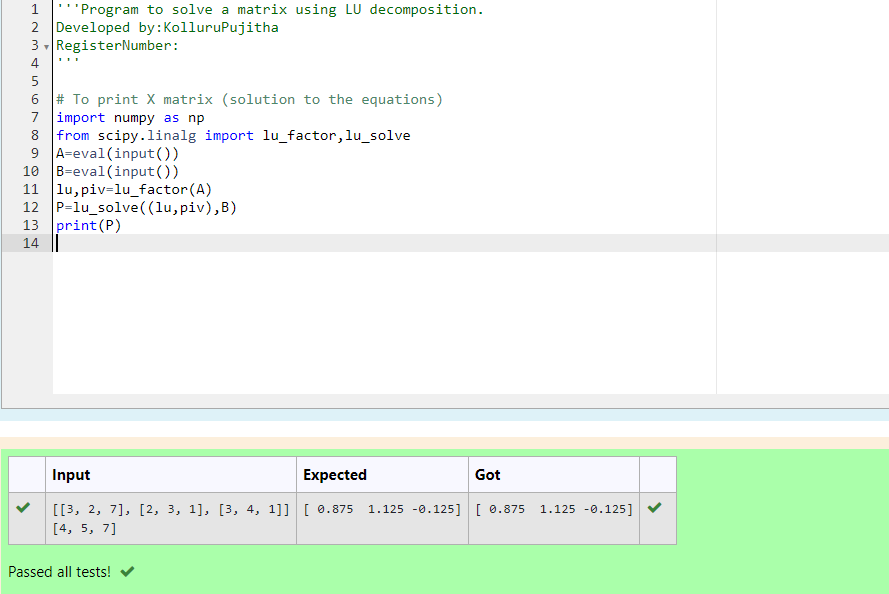 1 '''Program to solve a matrix using LU decomposition.
2 Developed by:KolluruPujitha
3 RegisterNumber:
4 '''
5
6 # To print X matrix (solution to the equations)
7 import numpy as np
8 from scipy.linalg import lu_factor,lu_solve
9 A=eval(input())
10 B=eval(input())
11 lu,piv=lu_factor(A)
12 P=lu_solve((lu,piv),B)
13 print(P)
14
Input Expected Got
[[3, 2, 7], [2, 3, 1], [3, 4, 1]] [ 0.875  1.125 -0.125] [ 0.875  1.125 -0.125]
[4, 5, 7]
Passed all tests!